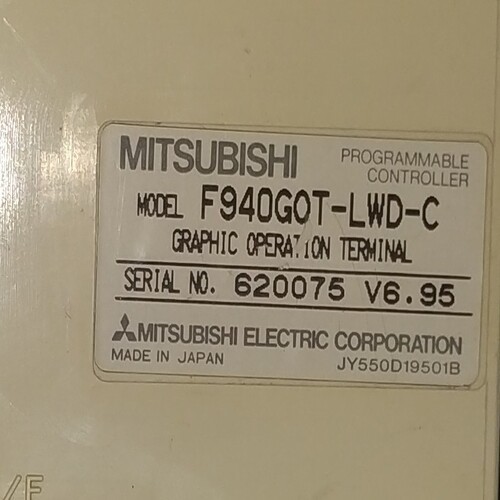 MITSUBISHI PROGRAMMABLE CONTROLLER
MODEL F940GOT-LWD-C
GRAPHIC OPERATION TERMINAL
SERIAL NO. 620075 V6.95
MITSUBISHI ELECTRIC CORPORATION
MADE IN JAPAN JY550D19501B
/F